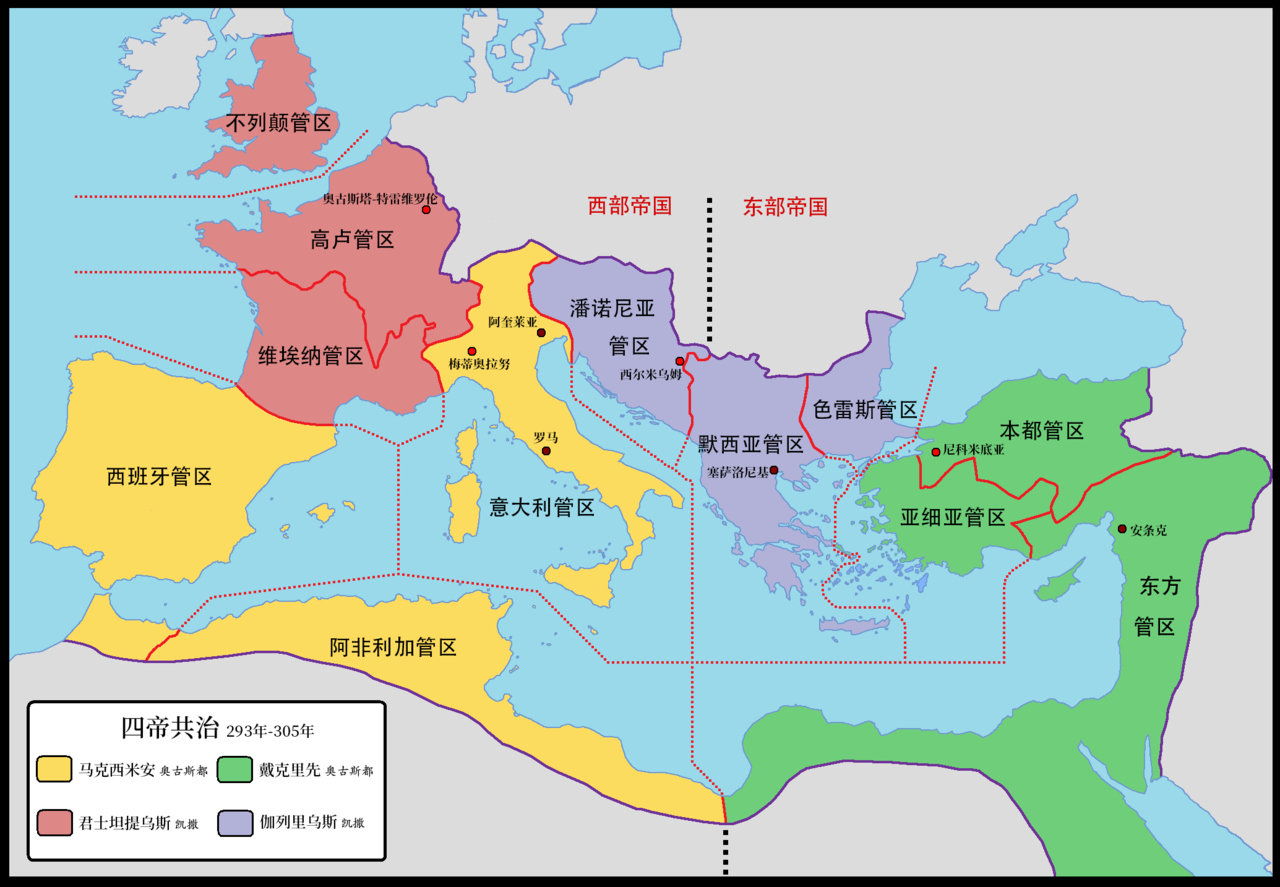 不列颠管区
西部帝国
东部帝国
奥古斯塔-特雷维罗伦
高卢管区
潘诺尼亚
管区
阿奎莱亚
维埃纳管区
梅蒂奥拉努
西尔米乌姆
色雷斯管区
本都管区
罗马
默西亚管区
尼科米底亚
塞萨洛尼基
西班牙管区
意大利管区
亚细亚管区
安条克
东方
管区
阿非利加管区
四帝共治 293年-305年
马克西米安 奥古斯都
戴克里先 奥古斯都
君士坦提乌斯 凯撒
伽列里乌斯 凯撒